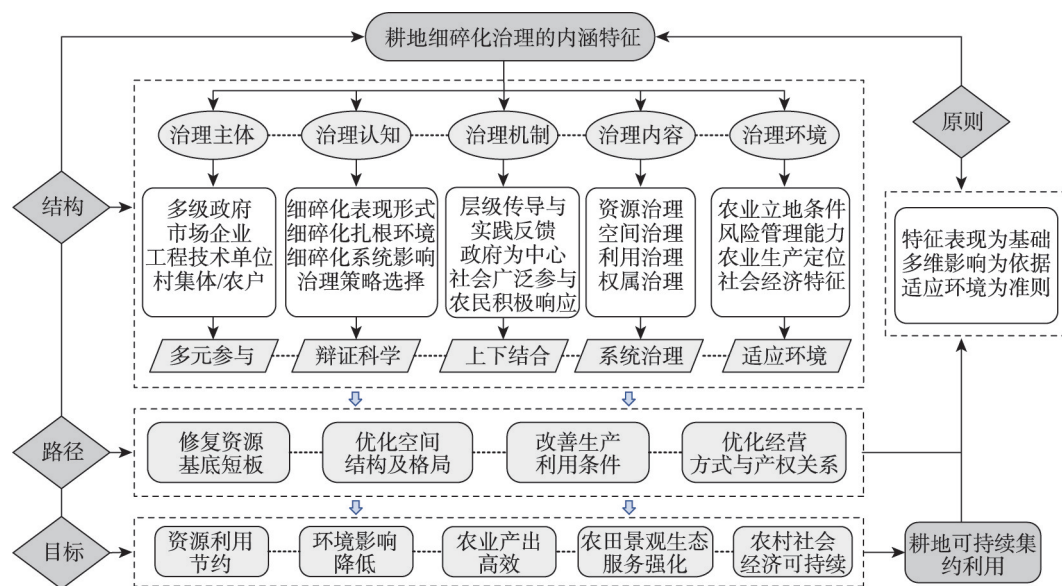 耕地细碎化治理的内涵特征
治理主体
治理认知
治理机制
治理内容
治理环境
原则
结构
多级政府
市场企业
工程技术单位
村集体/农户
细碎化表现形式
细碎化扎根环境
细碎化系统影响
治理策略选择
层级传导与
实践反馈
政府为中心
社会广泛参与
农民积极响应
资源治理
空间治理
利用治理
权属治理
农业立地条件
风险管理能力
农业生产定位
社会经济特征
特征表现为基础
多维影响为依据
适应环境为准则
多元参与
辩证科学
上下结合
系统治理
适应环境
路径
修复资源
基底短板
优化空间
结构及格局
改善生产
利用条件
优化经营
方式与产权关系
目标
资源利用
节约
环境影响
降低
农业产出
高效
农田景观生态
服务强化
农村社会
经济可持续
耕地可持续集
约利用